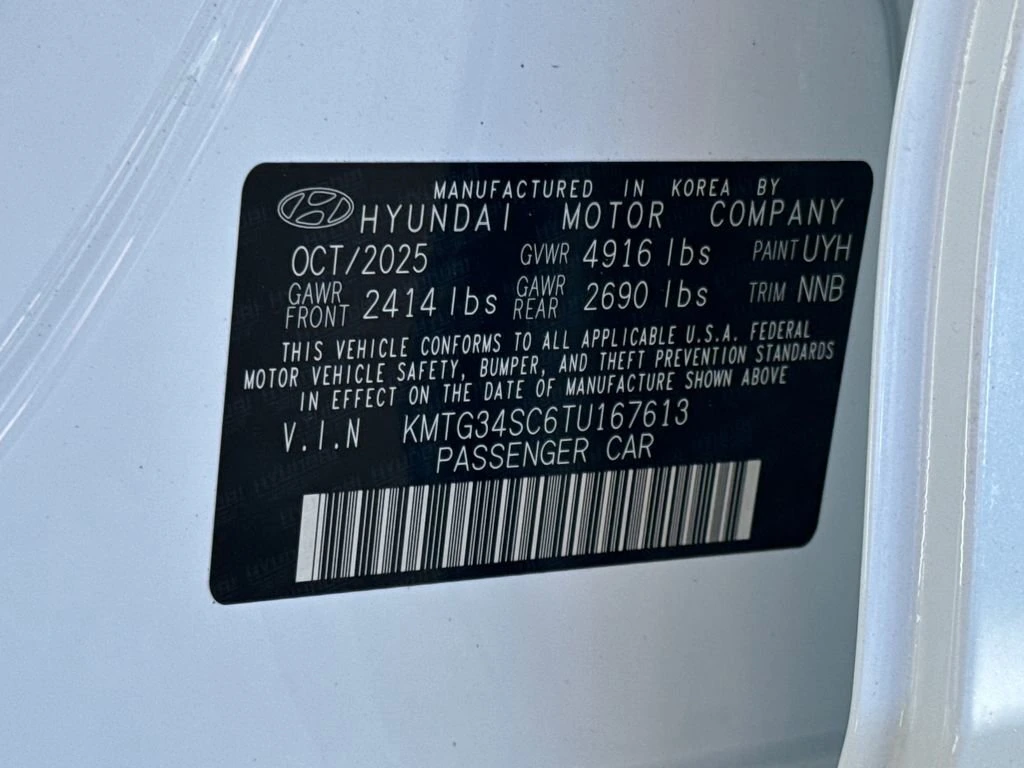 MANUFACTURED IN KOREA BY
HYUNDAI MOTOR COMPANY
OCT/2025 GVWR 4916 lbs PAINT UYH
GAWR FRONT 2414 lbs GAWR REAR 2690 lbs TRIM NNB
THIS VEHICLE CONFORMS TO ALL APPLICABLE U.S.A. FEDERAL
MOTOR VEHICLE SAFETY, BUMPER, AND THEFT PREVENTION STANDARDS
IN EFFECT ON THE DATE OF MANUFACTURE SHOWN ABOVE
V.I.N KMTG34SC6TU167613
PASSENGER CAR